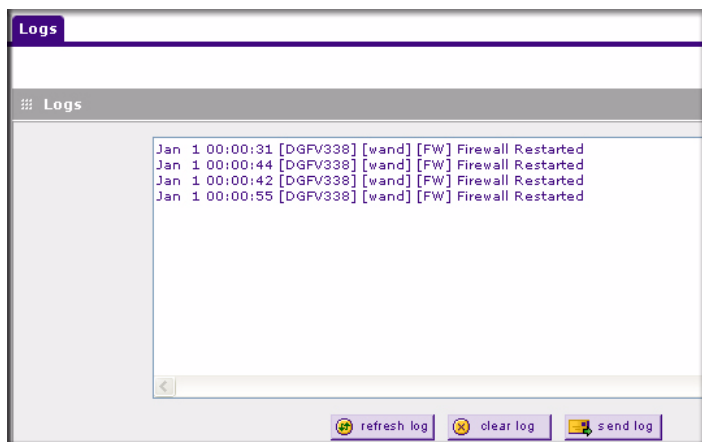 Logs
Logs
Jan 1 00:00:31 [DGFV338] [wand] [FW] Firewall Restarted
Jan 1 00:00:44 [DGFV338] [wand] [FW] Firewall Restarted
Jan 1 00:00:42 [DGFV338] [wand] [FW] Firewall Restarted
Jan 1 00:00:55 [DGFV338] [wand] [FW] Firewall Restarted
refresh log clear log send log